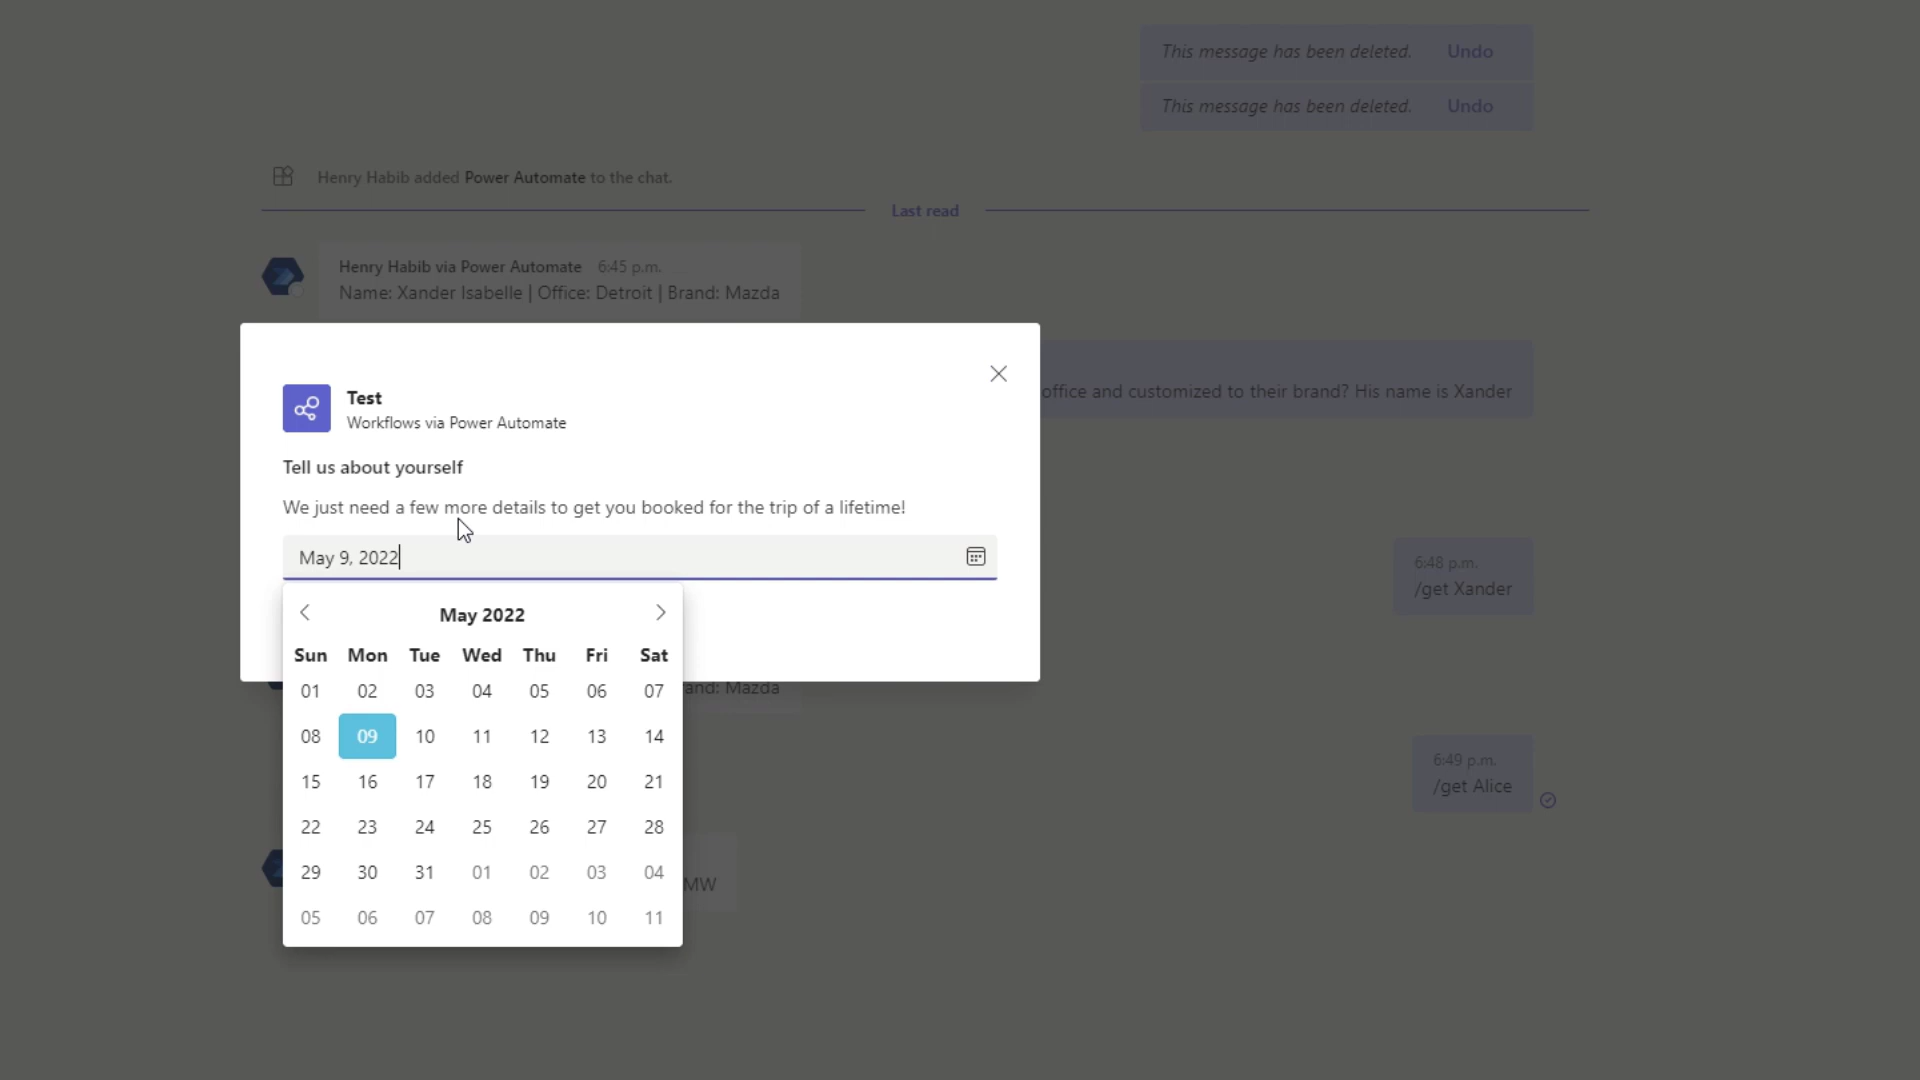 This message has been deleted. Undo
This message has been deleted. Undo
Henry Habib added Power Automate to the chat.
Last read
Henry Habib via Power Automate 6:45 p.m.
Name: Xander Isabelle | Office: Detroit | Brand: Mazda
office and customized to their brand? His name is Xander
Test
Workflows via Power Automate
Tell us about yourself
We just need a few more details to get you booked for the trip of a lifetime!
May 9, 2022
6:48 p.m.
/get Xander
May 2022
Sun Mon Tue Wed Thu Fri Sat
01 02 03 04 05 06 07
and: Mazda
08 09 10 11 12 13 14
15 16 17 18 19 20 21
6:49 p.m.
/get Alice
22 23 24 25 26 27 28
29 30 31 01 02 03 04
MW
05 06 07 08 09 10 11